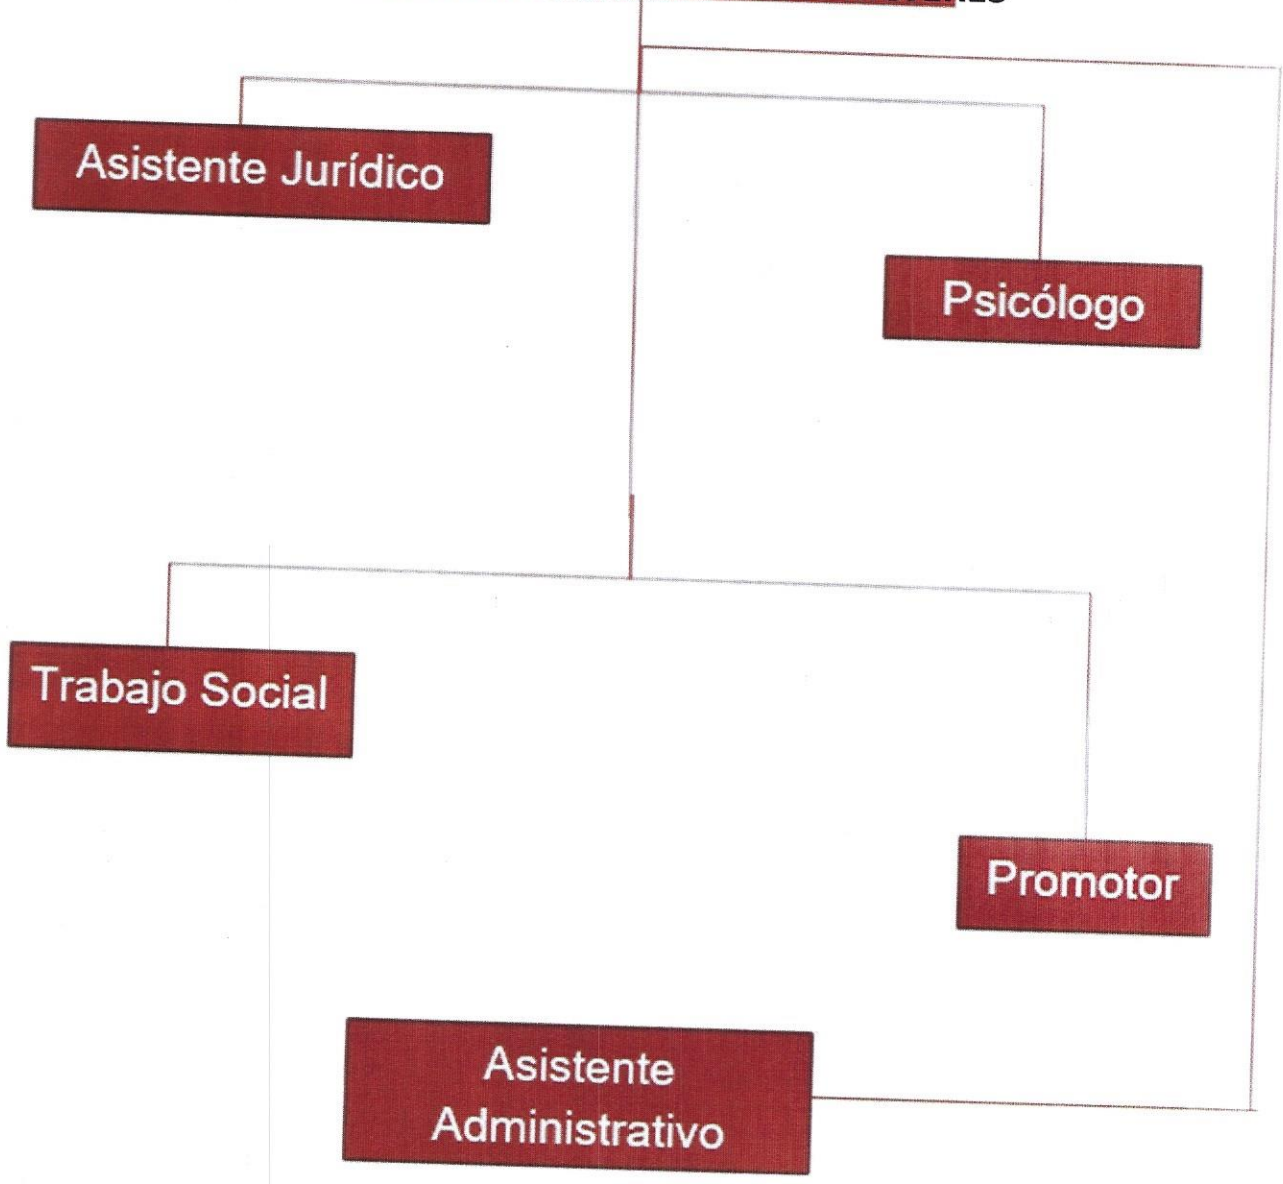 Asistente Jurídico
Psicólogo
Trabajo Social
Promotor
Asistente
Administrativo